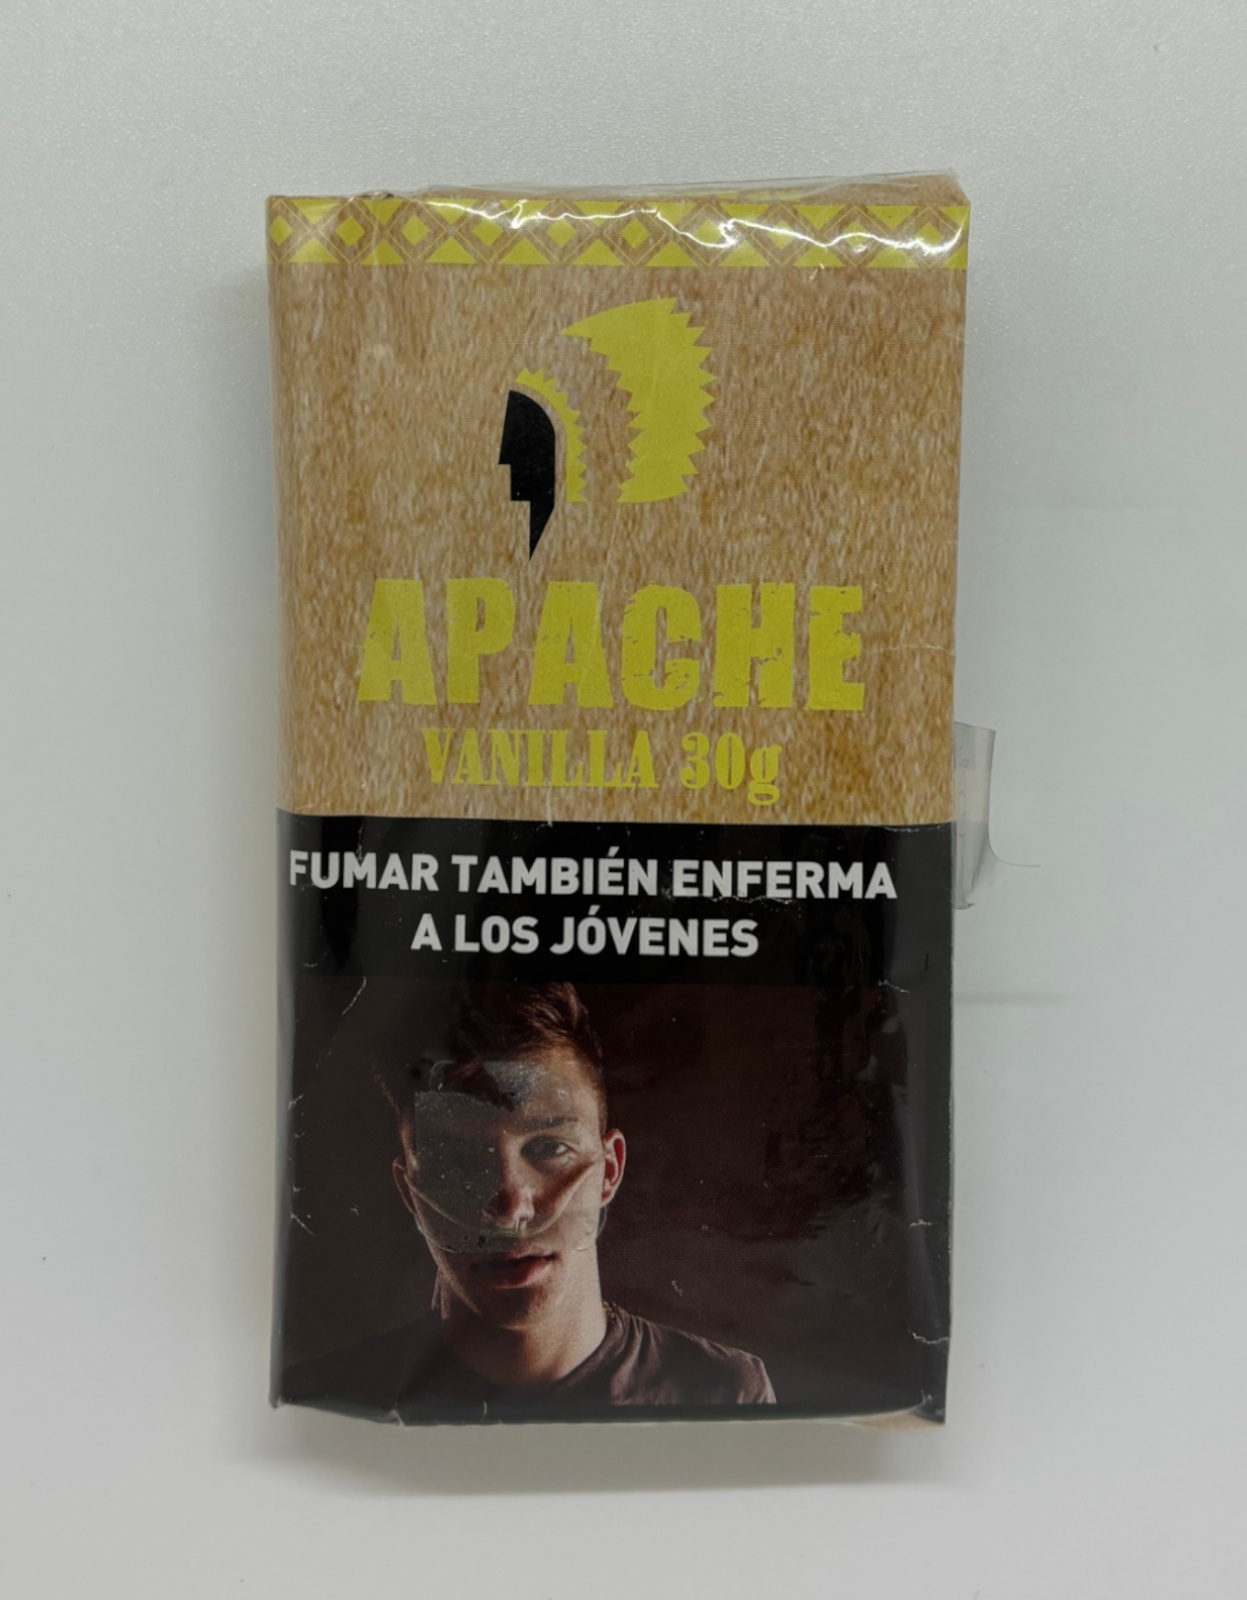 APACHE
VANILLA 30g
FUMAR TAMBIÉN ENFERMA
A LOS JÓVENES